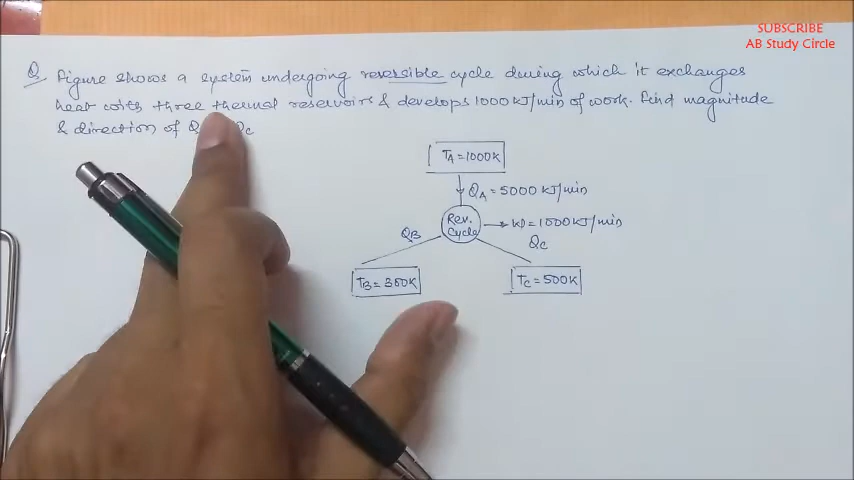 SUBSCRIBE
AB Study Circle
Q Figure shows a system undergoing reversible cycle during which it exchanges
heat with three thermal reservoirs & develops 1000 kJ/min of work. Find magnitude
& direction of Q QC
TA = 1000K
QA = 5000 kJ/min
Rev. Cycle
W = 1000 kJ/min
QB
QC
TB = 300K
TC = 500K